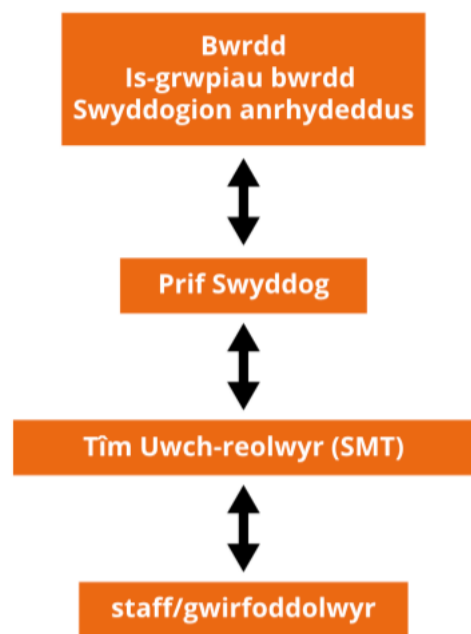 Bwrdd
Is-grwpiau bwrdd
Swyddogion anrhydeddus
Prif Swyddog
Tîm Uwch-reolwyr (SMT)
staff/gwirfoddolwyr